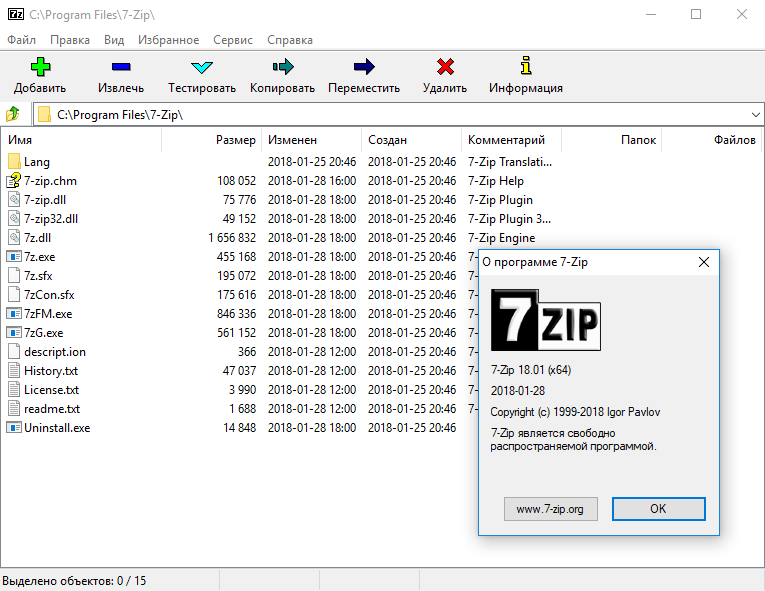 7z C:\Program Files\7-Zip\
Файл Правка Вид Избранное Сервис Справка
Добавить Извлечь Тестировать Копировать Переместить Удалить Информация
C:\Program Files\7-Zip\
Имя Размер Изменен Создан Комментарий Папок Файлов
Lang 2018-01-25 20:46 2018-01-25 20:46 7-Zip Translati...
7-zip.chm 108 052 2018-01-28 16:00 2018-01-25 20:46 7-Zip Help
7-zip.dll 75 776 2018-01-28 18:00 2018-01-25 20:46 7-Zip Plugin
7-zip32.dll 49 152 2018-01-28 18:00 2018-01-25 20:46 7-Zip Plugin 3...
7z.dll 1 656 832 2018-01-28 18:00 2018-01-25 20:46 7-Zip Engine
7z.exe 455 168 2018-01-28 18:00 2018-01-25 20:46 7-
7z.sfx 195 072 2018-01-28 18:00 2018-01-25 20:46 7-
7zCon.sfx 175 616 2018-01-28 18:00 2018-01-25 20:46 7-
7zFM.exe 846 336 2018-01-28 18:00 2018-01-25 20:46 7-
7zG.exe 561 152 2018-01-28 18:00 2018-01-25 20:46 7-
descript.ion 366 2018-01-28 12:00 2018-01-25 20:46 7-
History.txt 47 037 2018-01-28 12:00 2018-01-25 20:46 7-
License.txt 3 990 2018-01-28 12:00 2018-01-25 20:46 7-
readme.txt 1 688 2018-01-28 12:00 2018-01-25 20:46 7-
Uninstall.exe 14 848 2018-01-28 18:00 2018-01-25 20:46
О программе 7-Zip
7ZIP
7-Zip 18.01 (x64)
2018-01-28
Copyright (c) 1999-2018 Igor Pavlov
7-Zip является свободно
распространяемой программой.
www.7-zip.org OK
Выделено объектов: 0 / 15